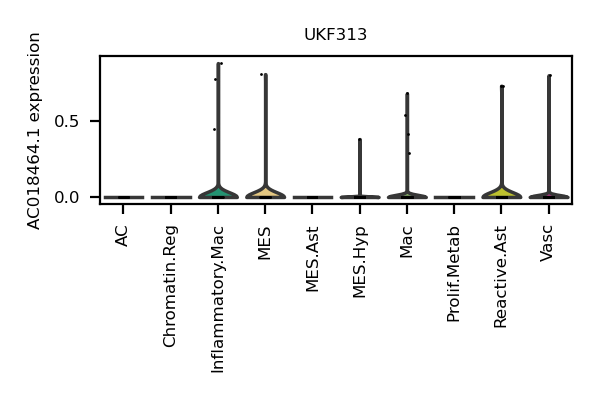 UKF313
AC018464.1 expression
0.5
0.0
AC
Chromatin.Reg
Inflammatory.Mac
MES
MES.Ast
MES.Hyp
Mac
Prolif.Metab
Reactive.Ast
Vasc